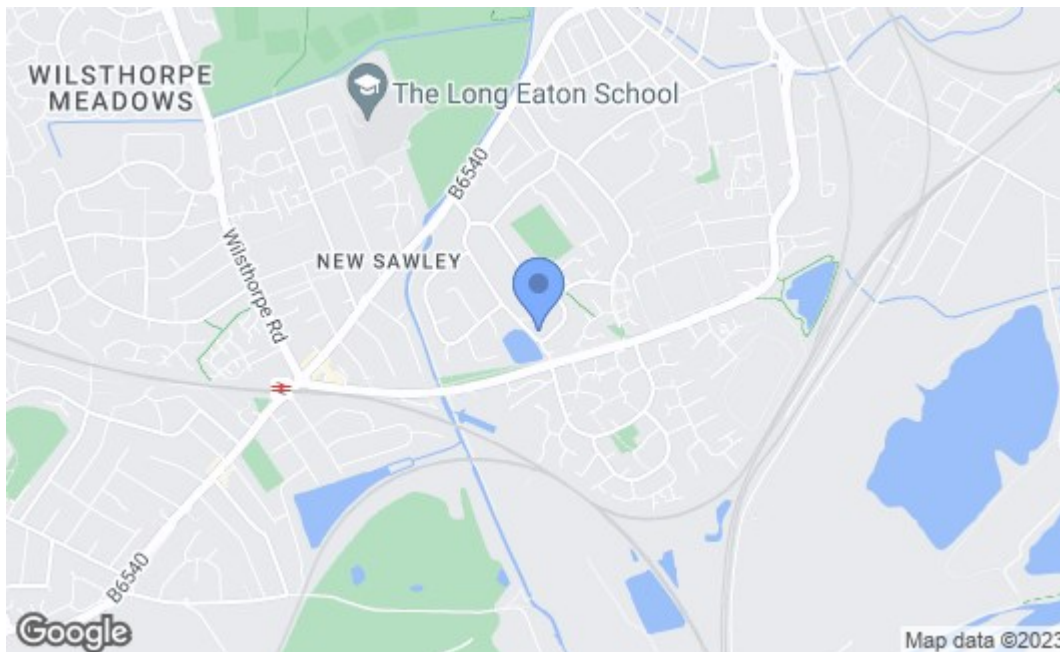 WILSTHORPE
MEADOWS
The Long Eaton School
B6540
Wilsthorpe Rd
NEW SAWLEY
B6540
Google
Map data ©2023